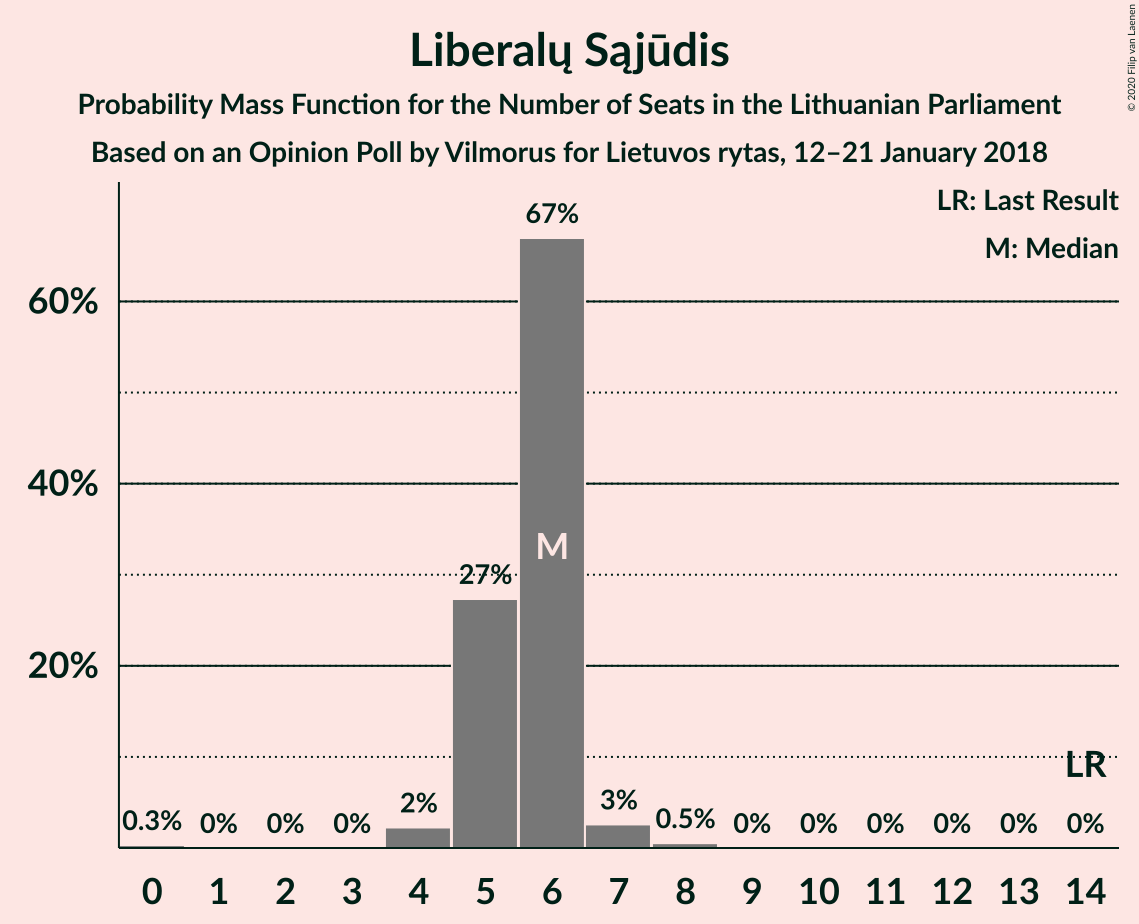 Liberalų Sąjūdis
Probability Mass Function for the Number of Seats in the Lithuanian Parliament
Based on an Opinion Poll by Vilmorus for Lietuvos rytas, 12–21 January 2018
© 2020 Filip van Laenen
LR: Last Result
M: Median
67%
60%
40%
M
27%
20%
LR
0.3% 0% 0% 0% 2% 3% 0.5% 0% 0% 0% 0% 0% 0%
0 1 2 3 4 5 6 7 8 9 10 11 12 13 14